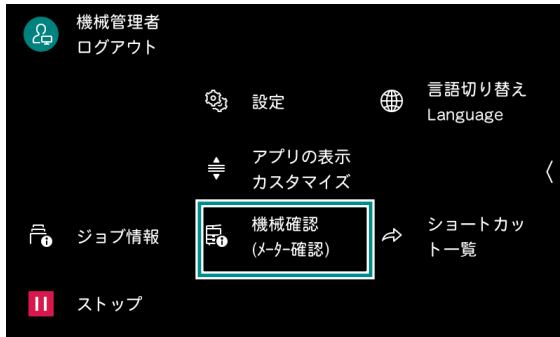 機械管理者
ログアウト
設定
言語切り替え
Language
アプリの表示
カスタマイズ
ジョブ情報
機械確認
(ﾒｰﾀｰ確認)
ショートカッ
ト一覧
ストップ